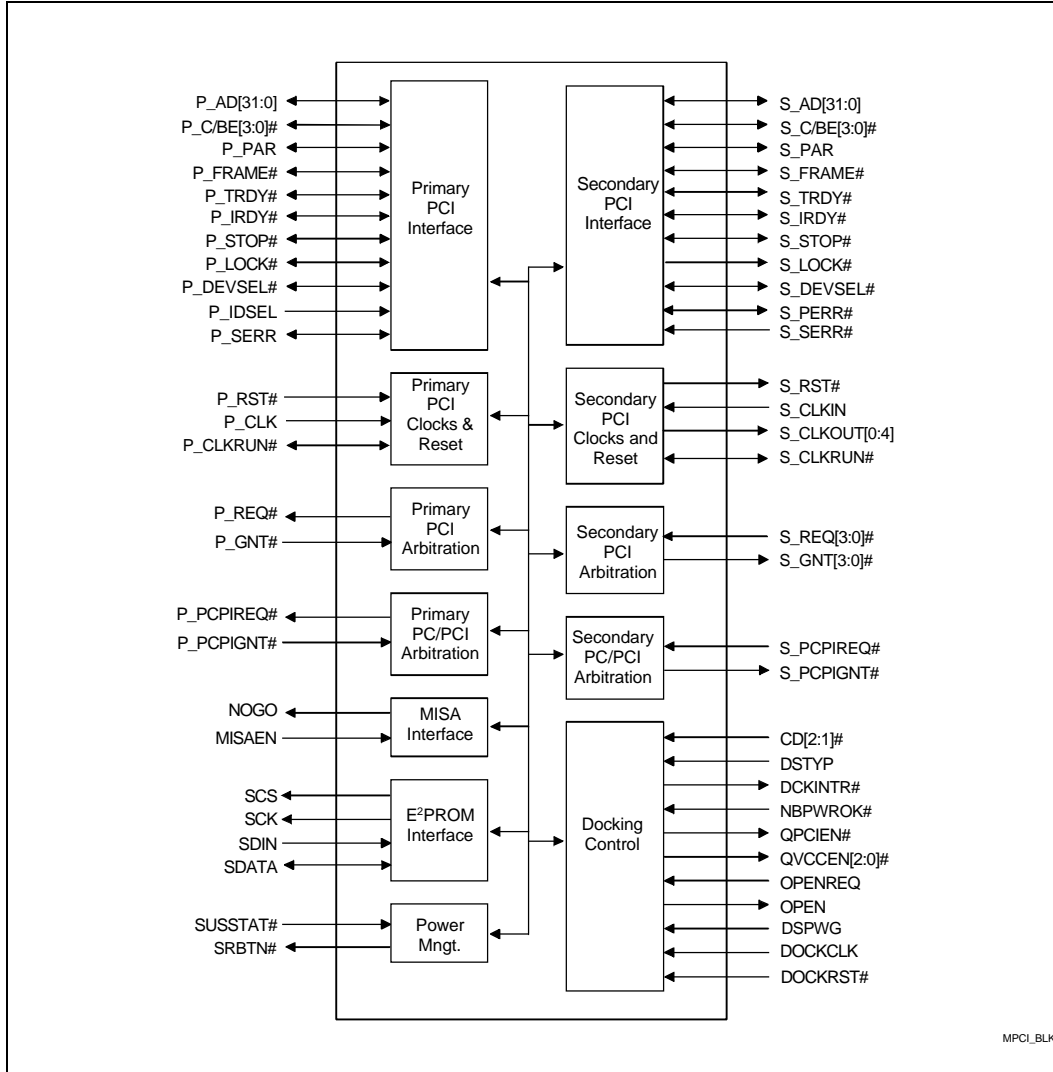 P_AD[31:0]
P_C/BE[3:0]#
P_PAR
P_FRAME#
P_TRDY#
P_IRDY#
P_STOP#
P_LOCK#
P_DEVSEL#
P_IDSEL
P_SERR
Primary
PCI
Interface
Secondary
PCI
Interface
S_AD[31:0]
S_C/BE[3:0]#
S_PAR
S_FRAME#
S_TRDY#
S_IRDY#
S_STOP#
S_LOCK#
S_DEVSEL#
S_PERR#
S_SERR#
P_RST#
P_CLK
P_CLKRUN#
Primary
PCI
Clocks &
Reset
Secondary
PCI
Clocks and
Reset
S_RST#
S_CLKIN
S_CLKOUT[0:4]
S_CLKRUN#
P_REQ#
P_GNT#
Primary
PCI
Arbitration
Secondary
PCI
Arbitration
S_REQ[3:0]#
S_GNT[3:0]#
P_PCPIREQ#
P_PCPIGNT#
Primary
PC/PCI
Arbitration
Secondary
PC/PCI
Arbitration
S_PCPIREQ#
S_PCPIGNT#
NOGO
MISAEN
MISA
Interface
SCS
SCK
SDIN
SDATA
E²PROM
Interface
SUSSTAT#
SRBTN#
Power
Mngt.
Docking
Control
CD[2:1]#
DSTYP
DCKINTR#
NBPWROK#
QPCIEN#
QVCCEN[2:0]#
OPENREQ
OPEN
DSPWG
DOCKCLK
DOCKRST#
MPCI_BLK